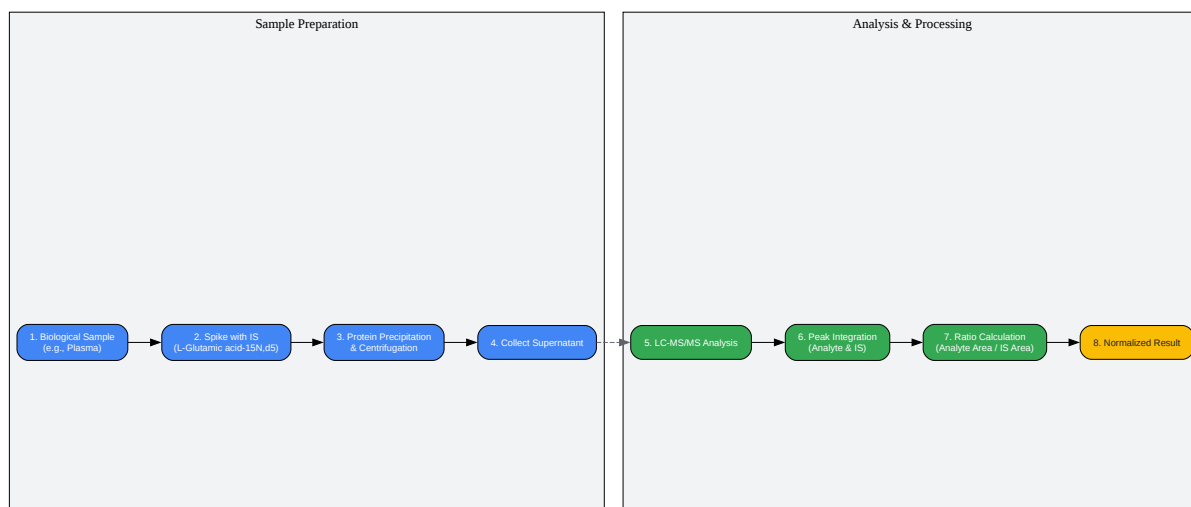 Sample Preparation
Analysis & Processing
1. Biological Sample
(e.g., Plasma)
2. Spike with IS
(L-Glutamic acid-15N,d5)
3. Protein Precipitation
& Centrifugation
4. Collect Supernatant
5. LC-MS/MS Analysis
6. Peak Integration
(Analyte & IS)
7. Ratio Calculation
(Analyte Area / IS Area)
8. Normalized Result